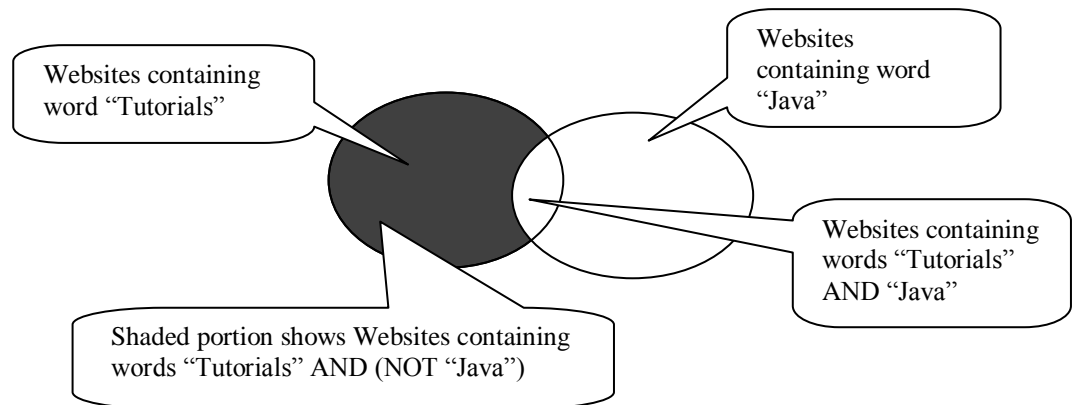 Websites containing
word “Tutorials”
Websites
containing word
“Java”
Websites containing
words “Tutorials”
AND “Java”
Shaded portion shows Websites containing
words “Tutorials” AND (NOT “Java”)